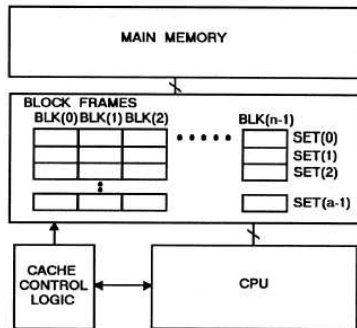 MAIN MEMORY
BLOCK FRAMES
BLK(0) BLK(1) BLK(2) BLK(n-1)
SET(0)
SET(1)
SET(2)
SET(a-1)
CACHE
CONTROL
LOGIC
CPU